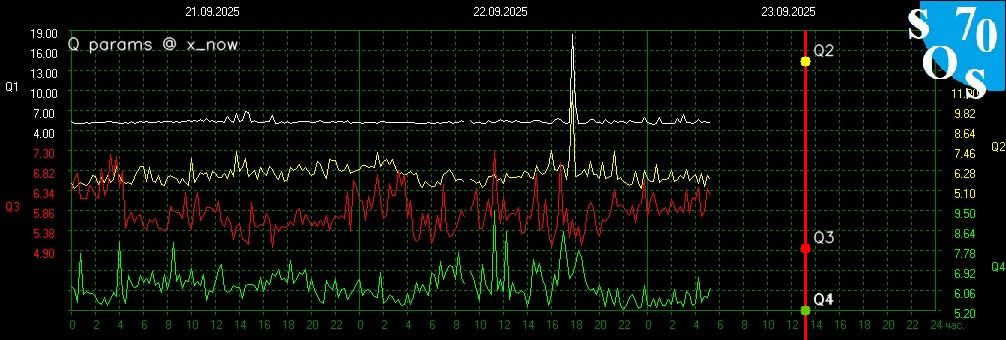 21.09.2025 22.09.2025 23.09.2025
S 70
O
S
Q params @ x_now
Q2
Q1
19.00
16.00
13.00
10.00
7.00
4.00
Q3
7.30
6.82
6.34
5.86
5.38
4.90
9.82
8.64
7.46
6.28
5.10
Q2
Q3
9.50
8.64
7.78
6.92
6.06
5.20
Q4
Q4
0 2 4 6 8 10 12 14 16 18 20 22 0 2 4 6 8 10 12 14 16 18 20 22 0 2 4 6 8 10 12 14 16 18 20 22 24 час.